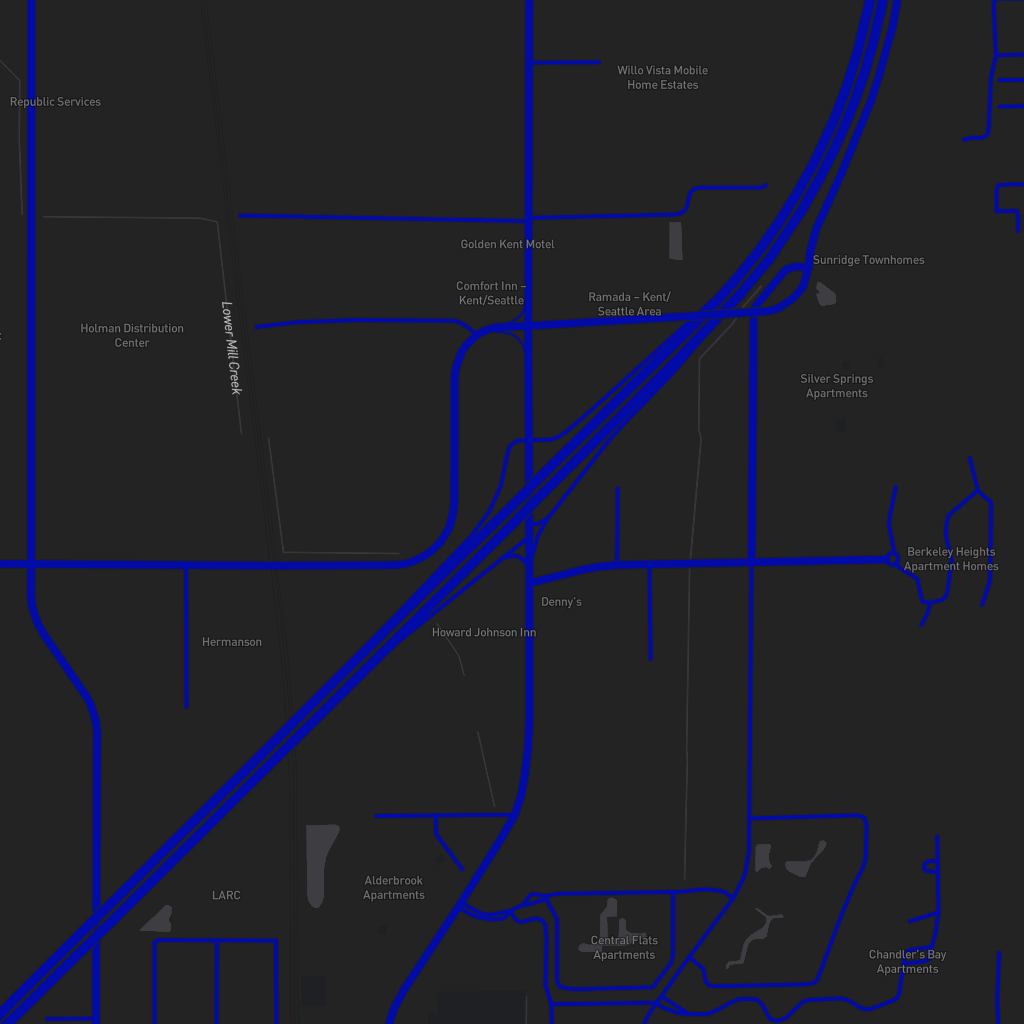 Willo Vista Mobile
Home Estates
Republic Services
Golden Kent Motel
Sunridge Townhomes
Comfort Inn –
Kent/Seattle
Ramada – Kent/
Seattle Area
Holman Distribution
Center
Lower Mill Creek
Silver Springs
Apartments
Berkeley Heights
Apartment Homes
Denny's
Howard Johnson Inn
Hermanson
Alderbrook
Apartments
LARC
Central Flats
Apartments
Chandler's Bay
Apartments